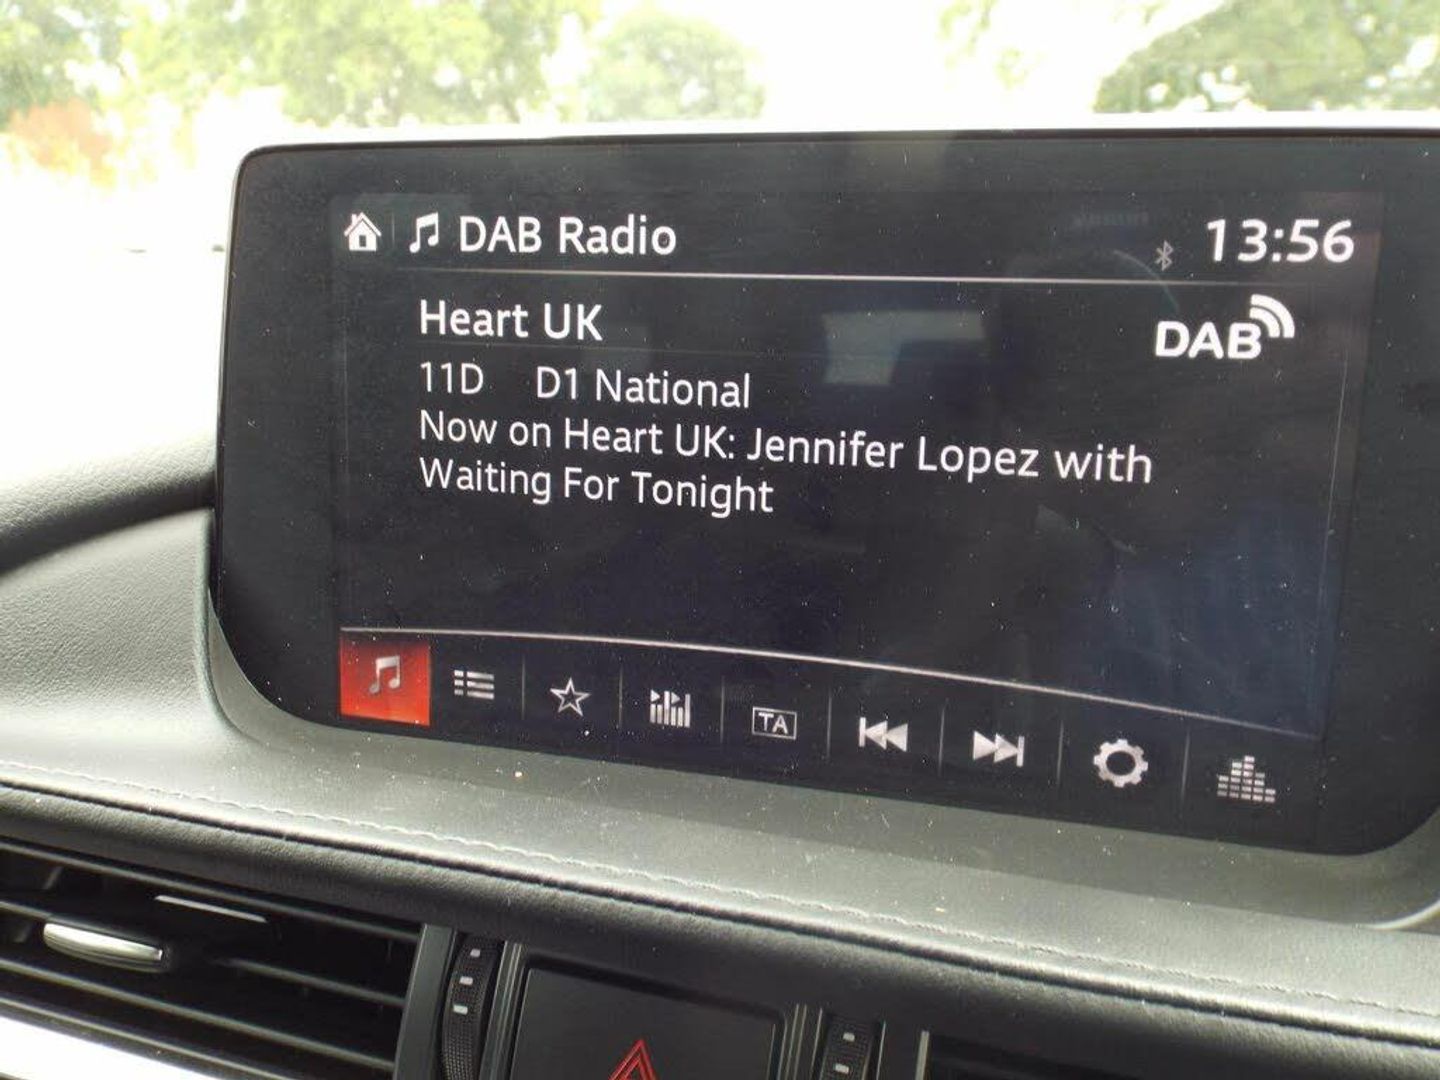 DAB Radio
13:56
Heart UK
DAB
11D D1 National
Now on Heart UK: Jennifer Lopez with
Waiting For Tonight
TA